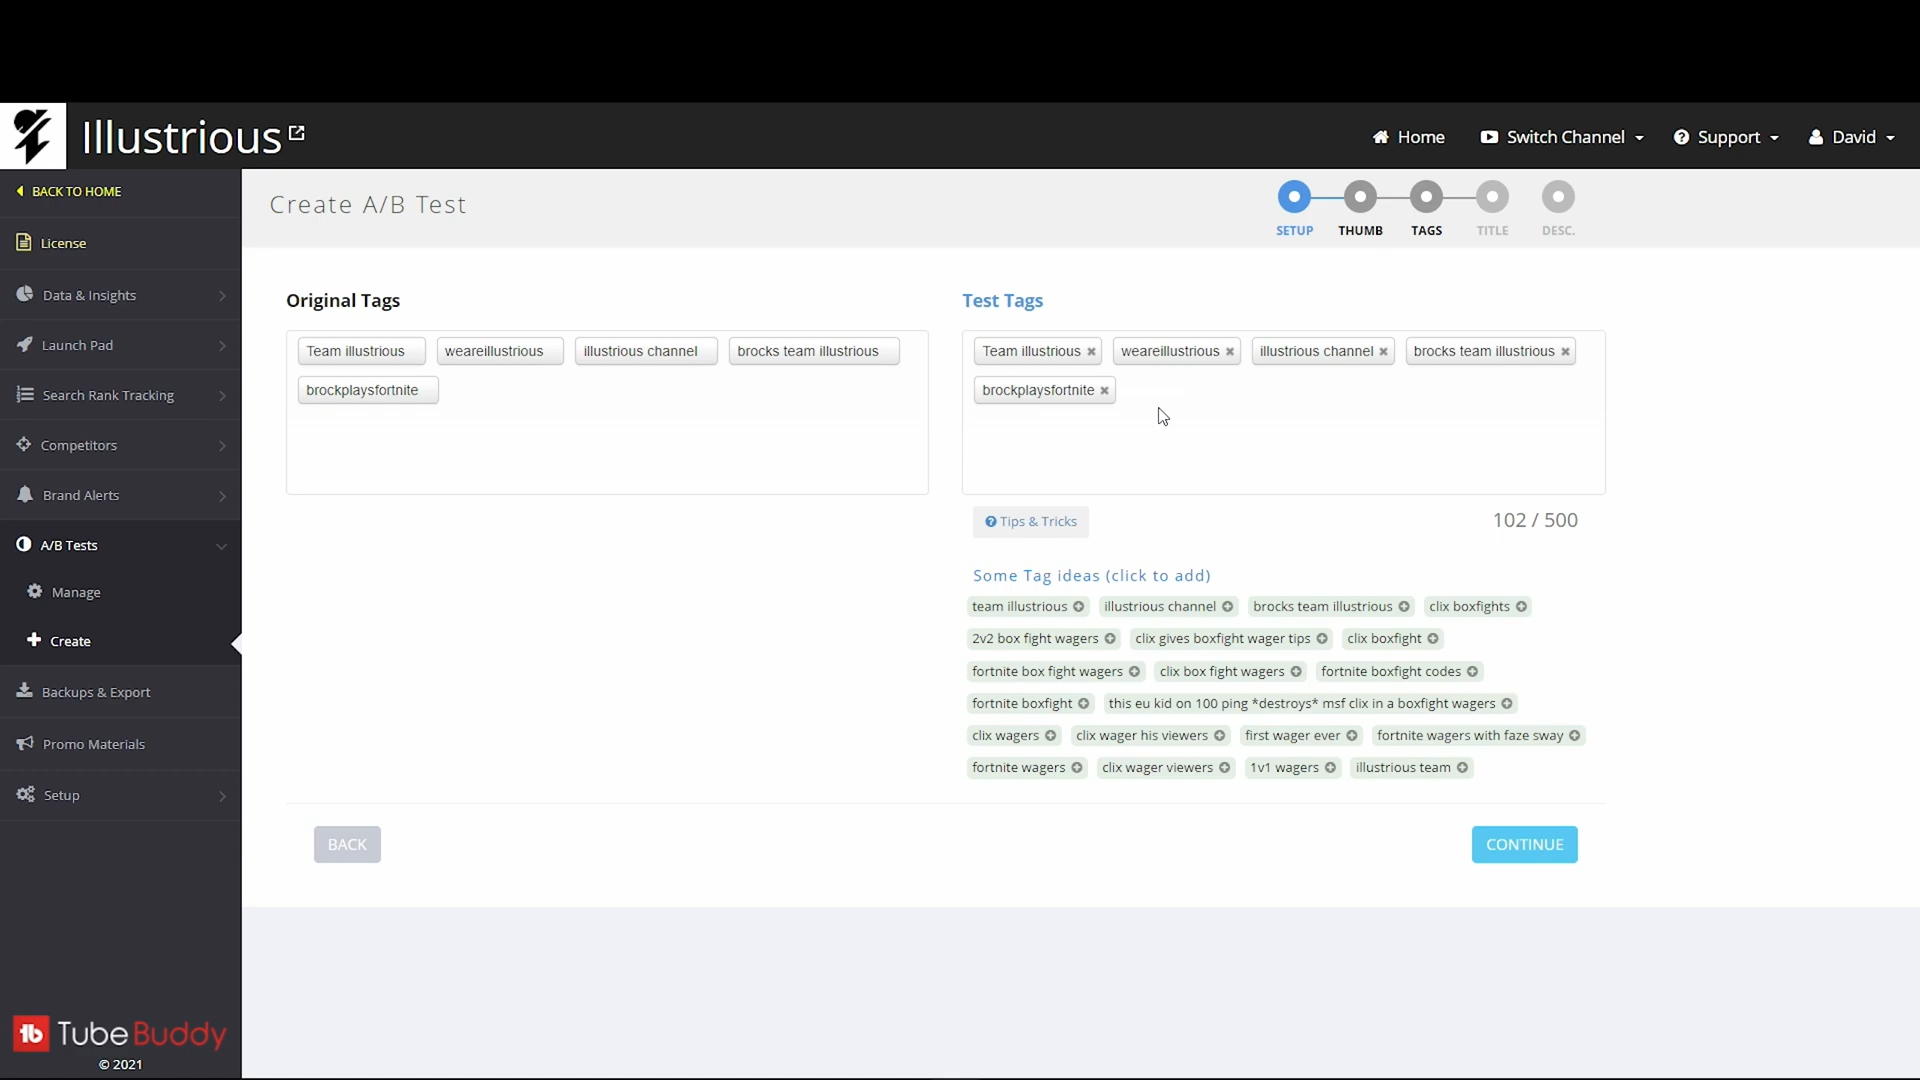 Illustrious
Home Switch Channel Support David
BACK TO HOME
License
Data & Insights
Launch Pad
Search Rank Tracking
Competitors
Brand Alerts
A/B Tests
Manage
Create
Backups & Export
Promo Materials
Setup
TubeBuddy
© 2021
Create A/B Test
SETUP THUMB TAGS TITLE DESC.
Original Tags
Team illustrious weareillustrious illustrious channel brocks team illustrious
brockplaysfortnite
Test Tags
Team illustrious weareillustrious illustrious channel brocks team illustrious
brockplaysfortnite
Tips & Tricks
102 / 500
Some Tag ideas (click to add)
team illustrious illustrious channel brocks team illustrious clix boxfights
2v2 box fight wagers clix gives boxfight wager tips clix boxfight
fortnite box fight wagers clix box fight wagers fortnite boxfight codes
fortnite boxfight this eu kid on 100 ping *destroys* msf clix in a boxfight wagers
clix wagers clix wager his viewers first wager ever fortnite wagers with faze sway
fortnite wagers clix wager viewers 1v1 wagers illustrious team
BACK
CONTINUE